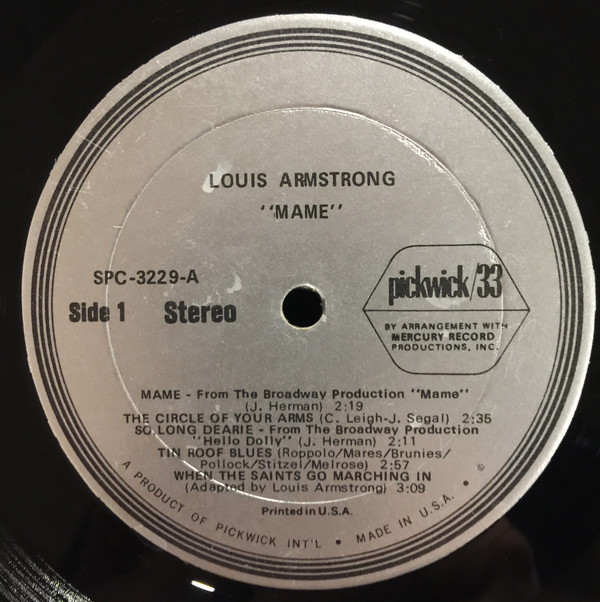 LOUIS ARMSTRONG
"MAME"
SPC-3229-A
Side 1 Stereo
pickwick/33
BY ARRANGEMENT WITH
MERCURY RECORD
PRODUCTIONS, INC.
MAME - From The Broadway Production "Mame"
(J. Herman) 2:19
THE CIRCLE OF YOUR ARMS (C. Leigh-J. Segal) 2:35
SO LONG DEARIE - From The Broadway Production
"Hello Dolly" (J. Herman) 2:11
TIN ROOF BLUES (Roppolo/Mares/Brunies/
Pollock/Stitzel/Melrose) 2:57
WHEN THE SAINTS GO MARCHING IN
(Adapted by Louis Armstrong) 3:09
Printed in U.S.A.
A PRODUCT OF PICKWICK INT'L • MADE IN U.S.A. • ©